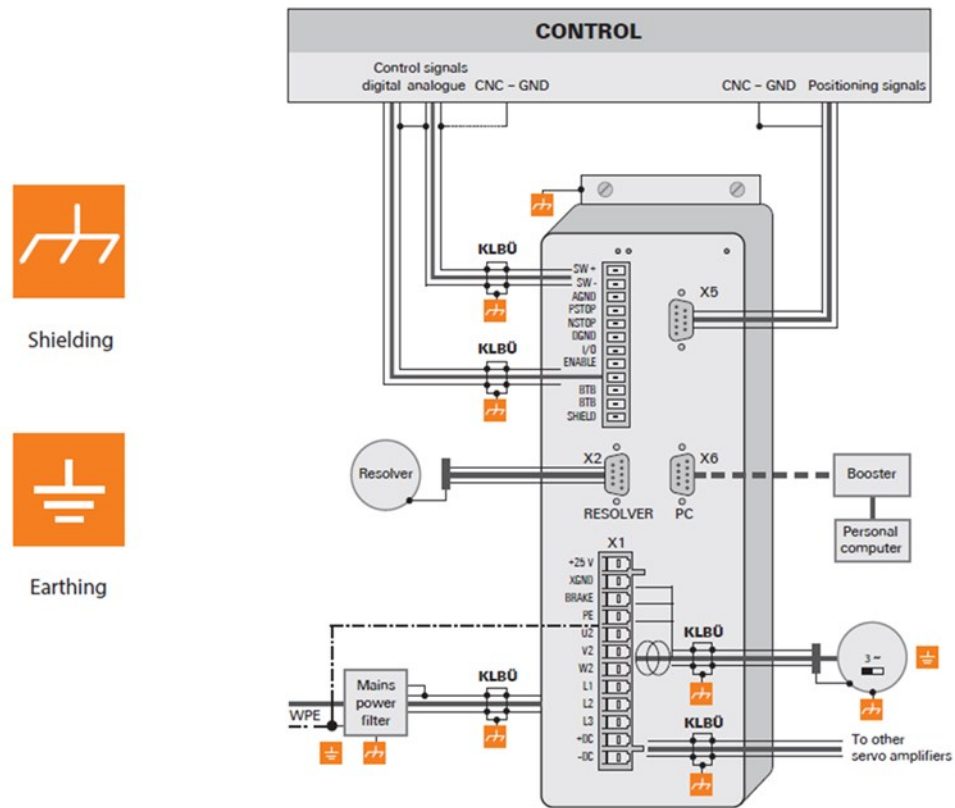 CONTROL
Control signals
digital analogue CNC – GND
CNC – GND Positioning signals
Shielding
Earthing
KLBÜ
SW +
SW -
AGND
PSTOP
NSTOP
DGND
I/O
ENABLE
BTB
BTB
SHIELD
X5
KLBÜ
Resolver
X2
RESOLVER
X6
PC
Booster
Personal
computer
X1
+25 V
XGND
BRAKE
PE
U2
V2
W2
L1
L2
L3
+DC
-DC
KLBÜ
3 ~
Mains
power
filter
WPE
KLBÜ
KLBÜ
To other
servo amplifiers